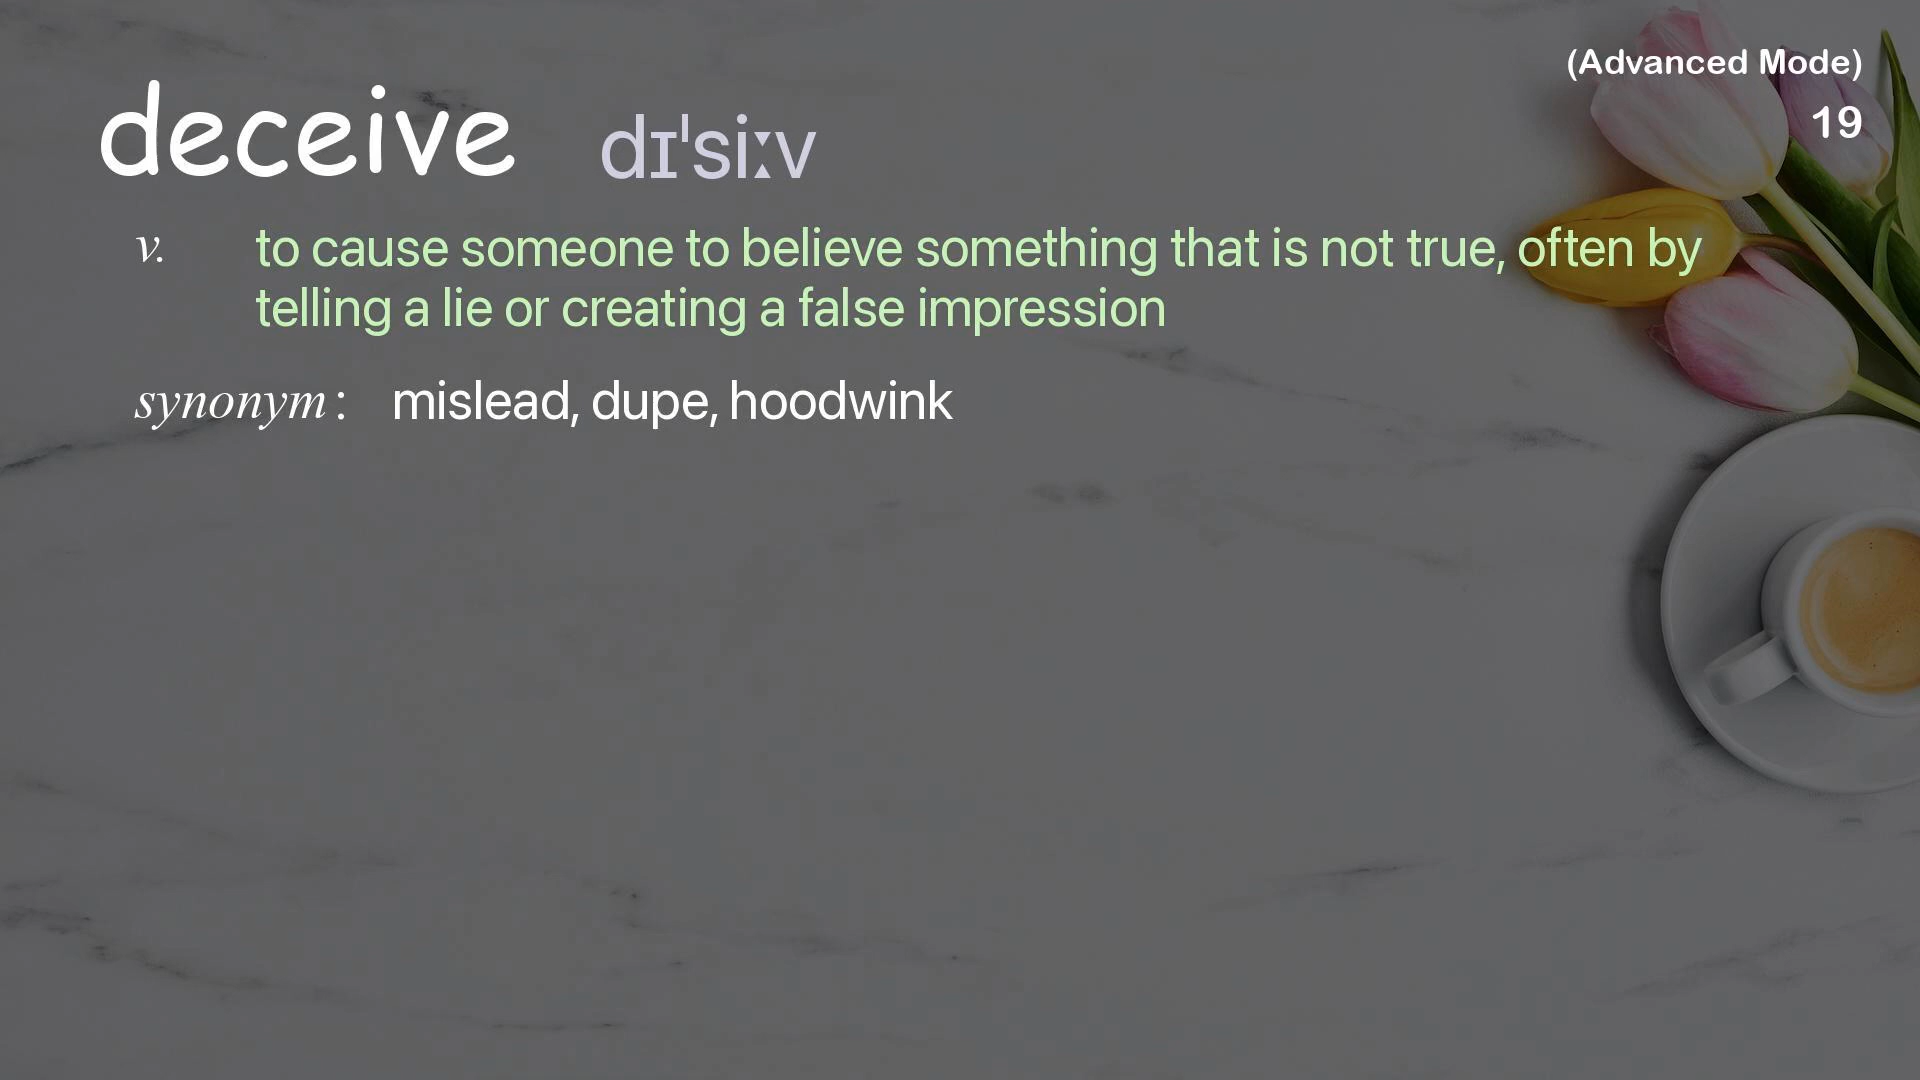 (Advanced Mode)
19
deceive dɪˈsiːv
v. to cause someone to believe something that is not true, often by
telling a lie or creating a false impression
synonym : mislead, dupe, hoodwink